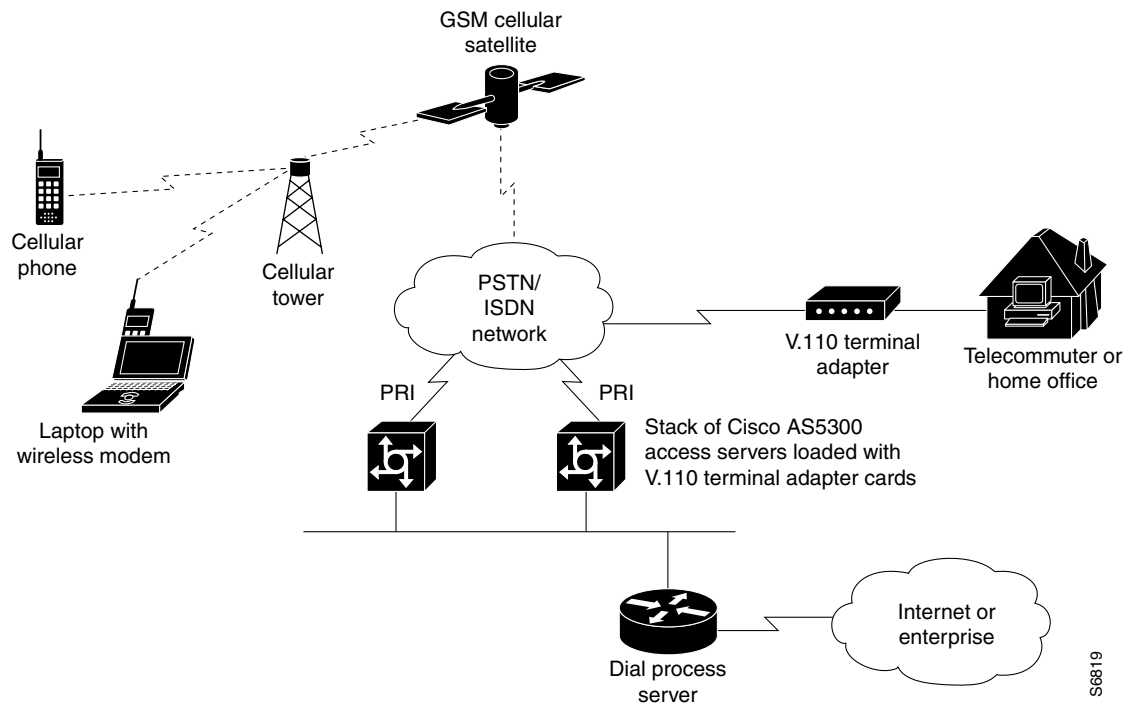 GSM cellular
satellite
Cellular
phone
Cellular
tower
PSTN/
ISDN
network
V.110 terminal
adapter
Telecommuter or
home office
Laptop with
wireless modem
PRI
PRI
Stack of Cisco AS5300
access servers loaded with
V.110 terminal adapter cards
Internet or
enterprise
Dial process
server
S6819